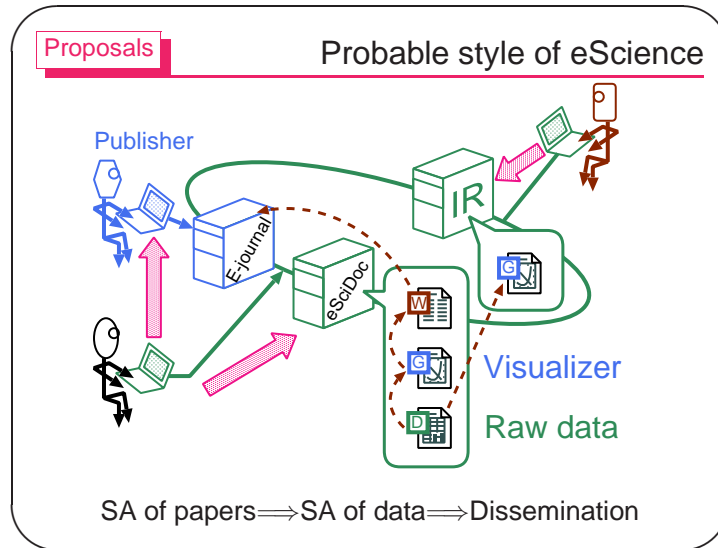 Proposals
Probable style of eScience
Publisher
IR
E-journal
eSciDoc
G
W
G
Visualizer
D
Raw data
SA of papers⟹SA of data⟹Dissemination